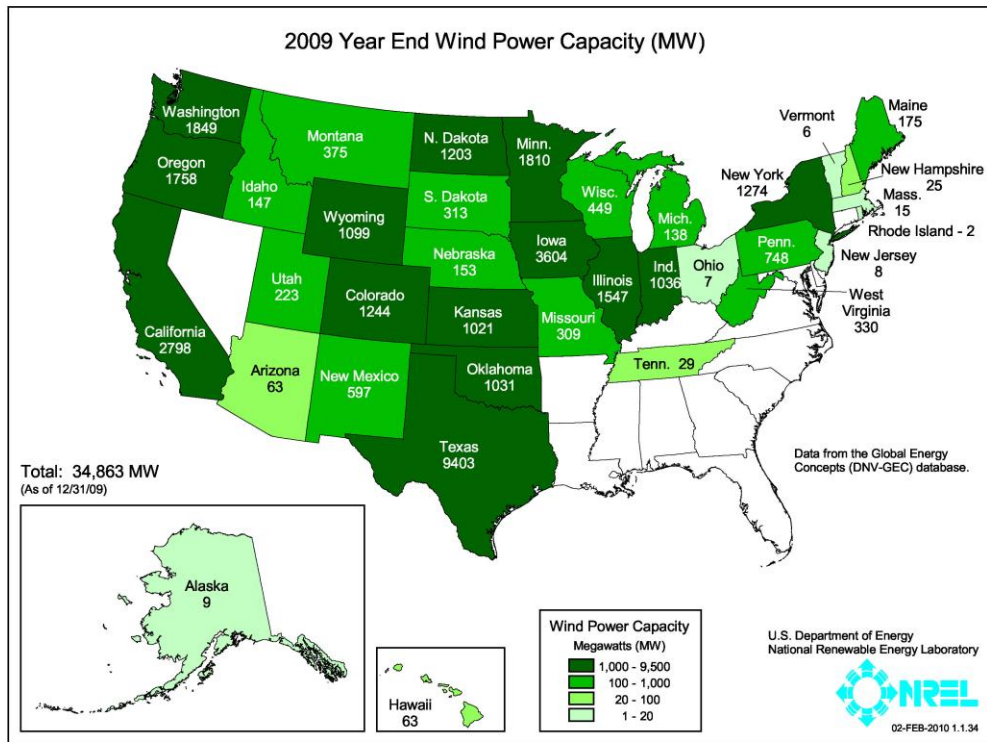 2009 Year End Wind Power Capacity (MW)
Washington
1849
Oregon
1758
California
2798
Idaho
147
Montana
375
Wyoming
1099
Utah
223
Colorado
1244
Arizona
63
New Mexico
597
N. Dakota
1203
S. Dakota
313
Nebraska
153
Kansas
1021
Oklahoma
1031
Texas
9403
Minn.
1810
Iowa
3604
Missouri
309
Wisc.
449
Illinois
1547
Mich.
138
Ind.
1036
Ohio
7
Tenn. 29
Penn.
748
West
Virginia
330
New York
1274
Vermont
6
Maine
175
New Hampshire
25
Mass.
15
Rhode Island - 2
New Jersey
8
Data from the Global Energy
Concepts (DNV-GEC) database.
Total: 34,863 MW
(As of 12/31/09)
Alaska
9
Hawaii
63
Wind Power Capacity
Megawatts (MW)
1,000 - 9,500
100 - 1,000
20 - 100
1 - 20
U.S. Department of Energy
National Renewable Energy Laboratory
NREL
02-FEB-2010 1.1.34